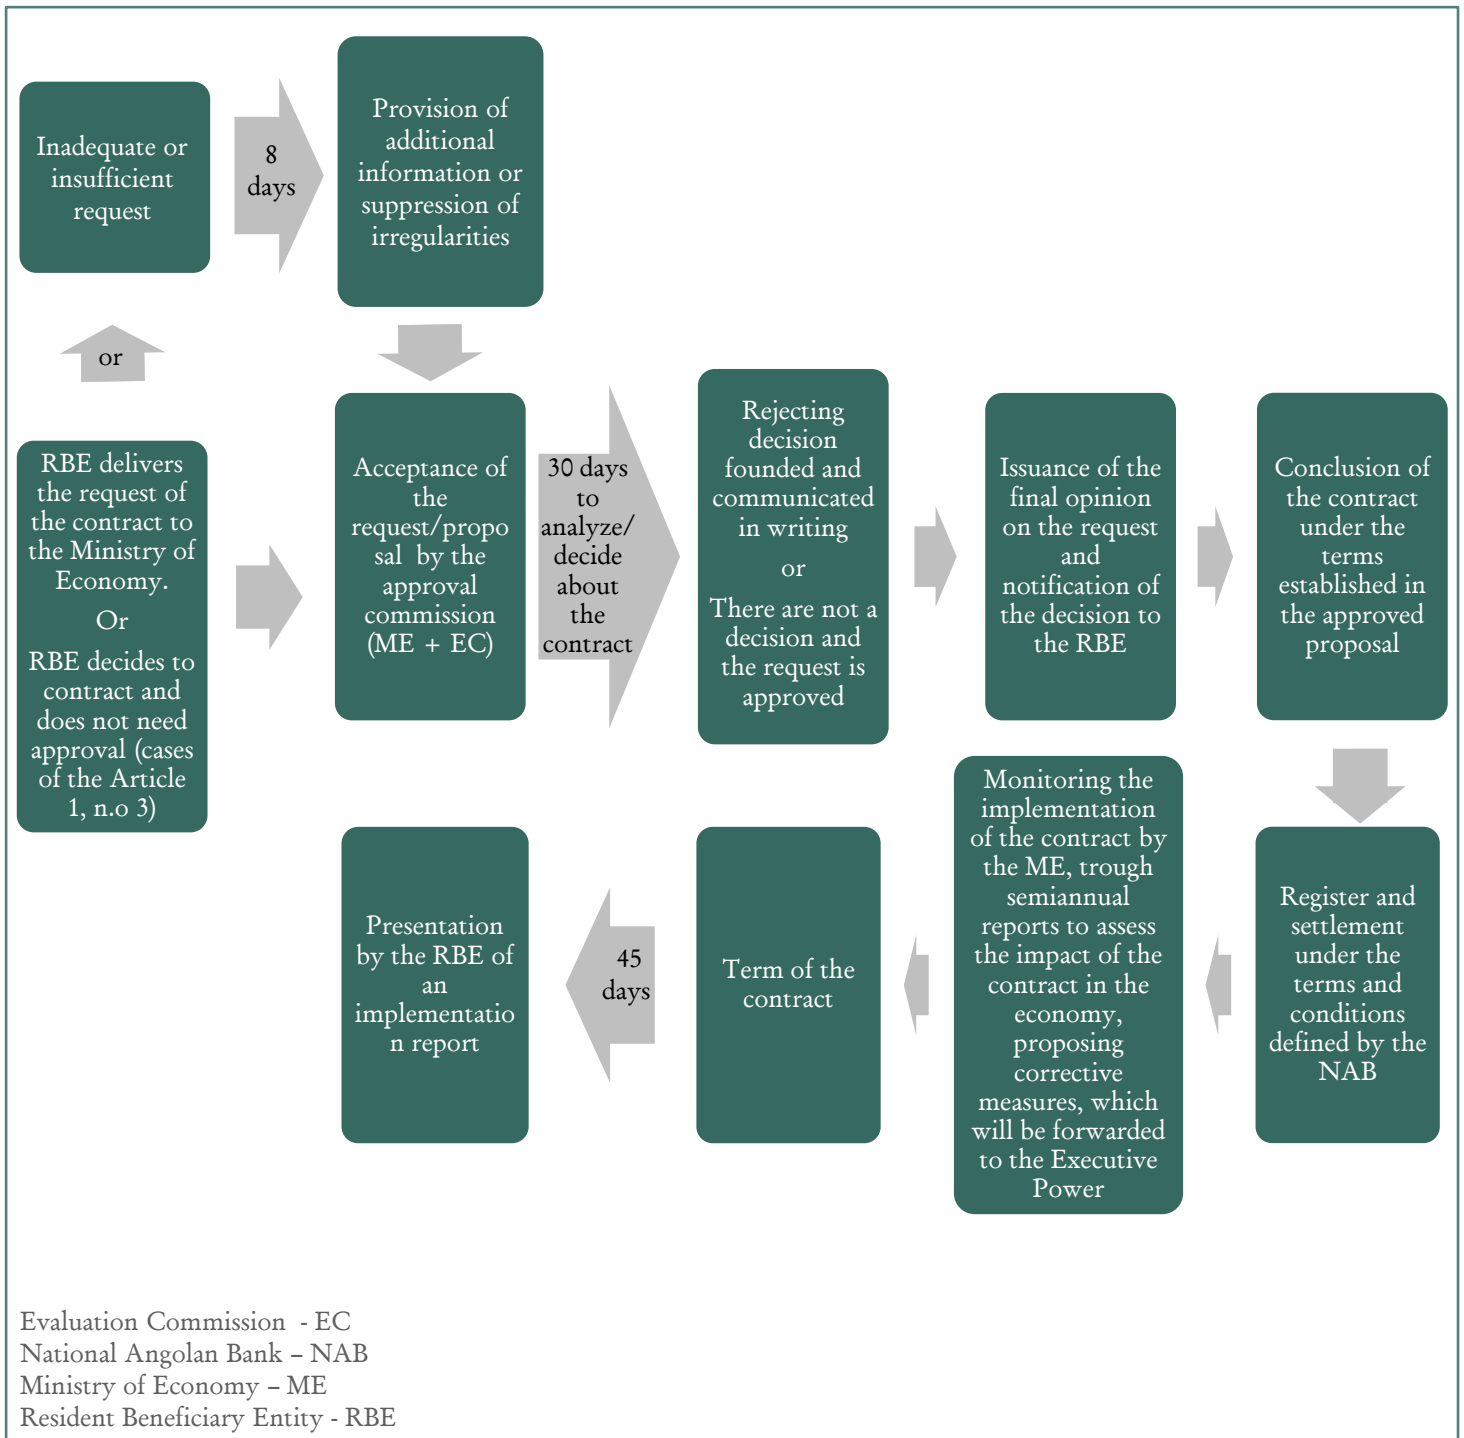 Inadequate or
insufficient
request
8
days
Provision of
additional
information or
suppression of
irregularities
or
RBE delivers
the request of
the contract to
the Ministry of
Economy.
Or
RBE decides to
contract and
does not need
approval (cases
of the Article
1, n.o 3)
Acceptance of
the
request/propo
sal by the
approval
commission
(ME + EC)
30 days
to
analyze/
decide
about
the
contract
Rejecting
decision
founded and
communicated
in writing
or
There are not a
decision and
the request is
approved
Issuance of the
final opinion
on the request
and
notification of
the decision to
the RBE
Conclusion of
the contract
under the
terms
established in
the approved
proposal
Register and
settlement
under the
terms and
conditions
defined by the
NAB
Monitoring the
implementation
of the contract by
the ME, trough
semiannual
reports to assess
the impact of the
contract in the
economy,
proposing
corrective
measures, which
will be forwarded
to the Executive
Power
Term of the
contract
45
days
Presentation
by the RBE of
an
implementatio
n report
Evaluation Commission - EC
National Angolan Bank – NAB
Ministry of Economy – ME
Resident Beneficiary Entity - RBE